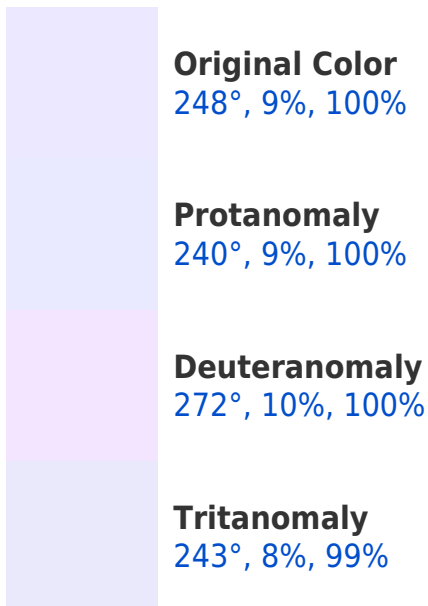 Original Color
248°, 9%, 100%
Protanomaly
240°, 9%, 100%
Deuteranomaly
272°, 10%, 100%
Tritanomaly
243°, 8%, 99%